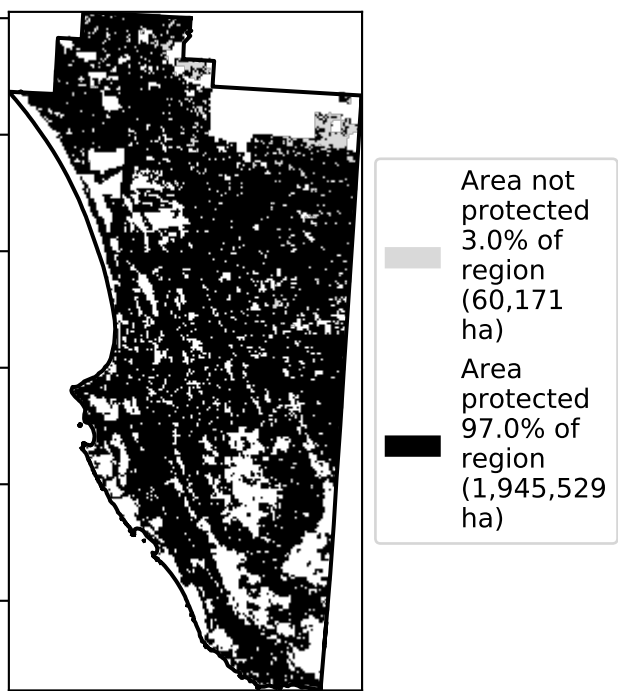 Area not
protected
3.0% of
region
(60,171
ha)
Area
protected
97.0% of
region
(1,945,529
ha)